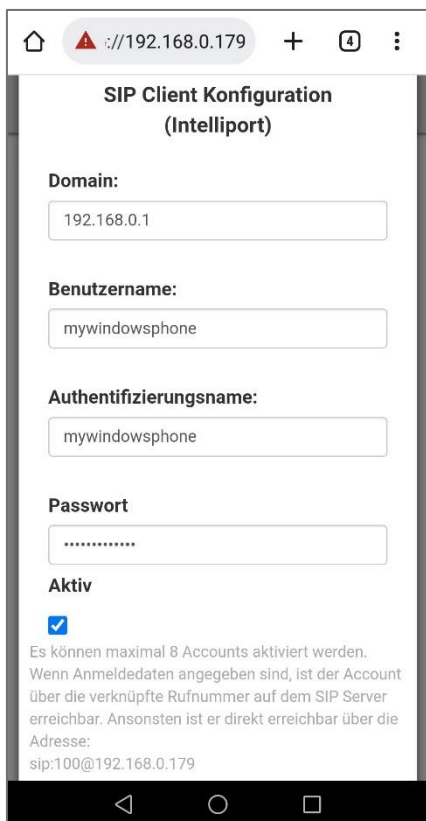 ://192.168.0.179
4
SIP Client Konfiguration
(Intelliport)
Domain:
192.168.0.1
Benutzername:
mywindowsphone
Authentifizierungsname:
mywindowsphone
Passwort
•••••••••••••
Aktiv
Es können maximal 8 Accounts aktiviert werden.
Wenn Anmeldedaten angegeben sind, ist der Account
über die verknüpfte Rufnummer auf dem SIP Server
erreichbar. Ansonsten ist er direkt erreichbar über die
Adresse:
sip:100@192.168.0.179